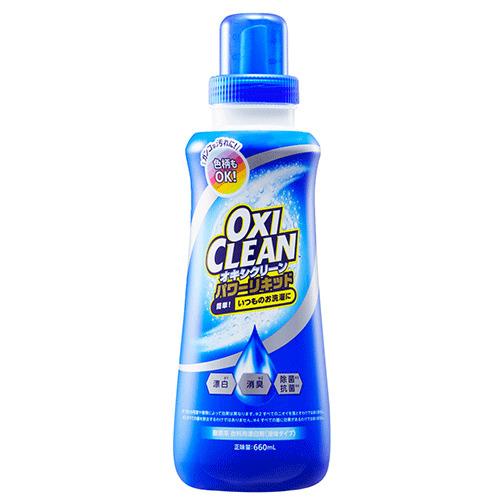 ガンコな汚れに!!
色柄も
OK!
OXI
CLEAN
オキシクリーン
パワーリキッド
簡単!
いつものお洗濯に
漂白
消臭
除菌
抗菌
酸素系 衣料用漂白剤(液体タイプ)
正味量:660mL